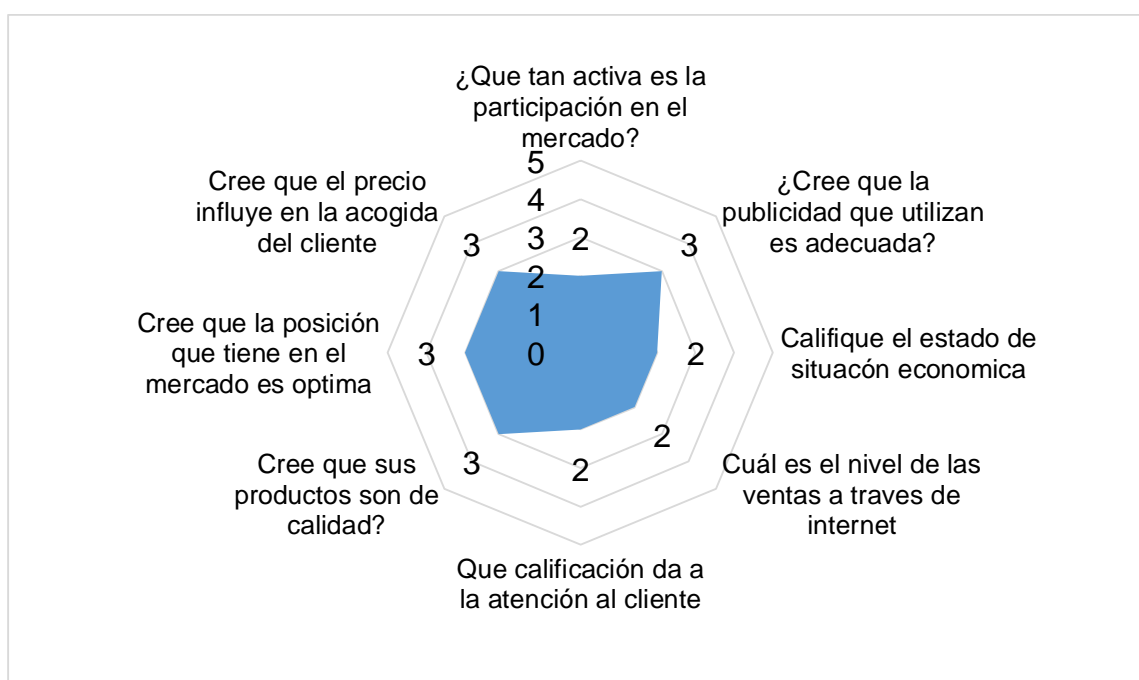 ¿Que tan activa es la
participación en el
mercado?
¿Cree que la
publicidad que utilizan
es adecuada?
Califique el estado de
situacón economica
Cuál es el nivel de las
ventas a traves de
internet
Que calificación da a
la atención al cliente
Cree que sus
productos son de
calidad?
Cree que la posición
que tiene en el
mercado es optima
Cree que el precio
influye en la acogida
del cliente
5
4
3
2
1
0
2
3
2
2
2
3
3
3